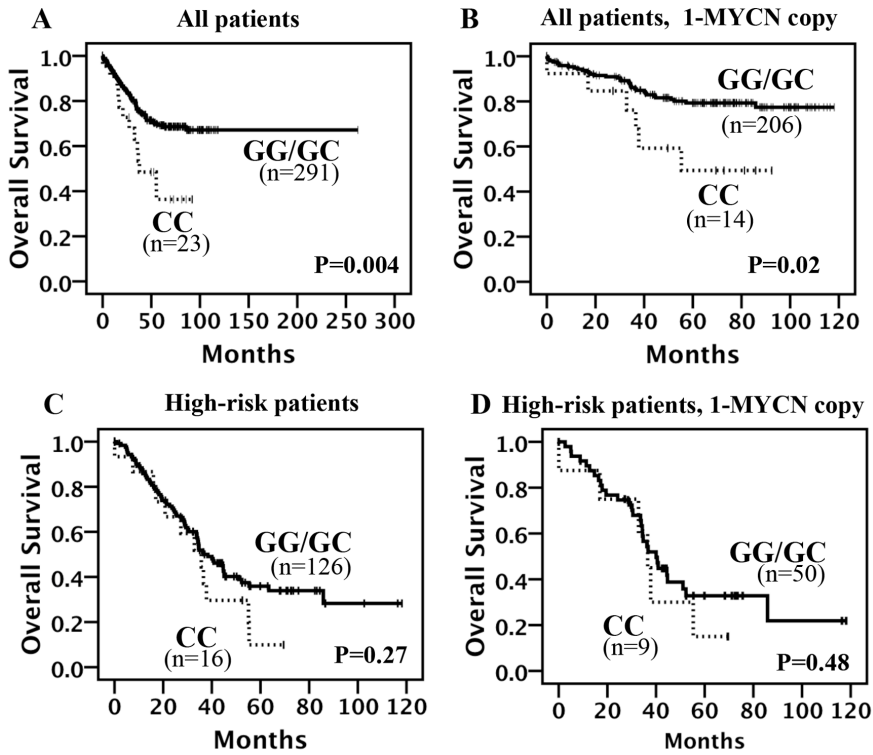 A
All patients
Overall Survival
1.0
0.8
0.6
0.4
0.2
0.0
GG/GC
(n=291)
CC
(n=23)
P=0.004
0 50 100 150 200 250 300
Months
B
All patients, 1-MYCN copy
Overall Survival
1.0
0.8
0.6
0.4
0.2
0.0
GG/GC
(n=206)
CC
(n=14)
P=0.02
0 20 40 60 80 100 120
Months
C
High-risk patients
Overall Survival
1.0
0.8
0.6
0.4
0.2
0.0
GG/GC
(n=126)
CC
(n=16)
P=0.27
0 20 40 60 80 100 120
Months
D
High-risk patients, 1-MYCN copy
Overall Survival
1.0
0.8
0.6
0.4
0.2
0.0
GG/GC
(n=50)
CC
(n=9)
P=0.48
0 20 40 60 80 100 120
Months